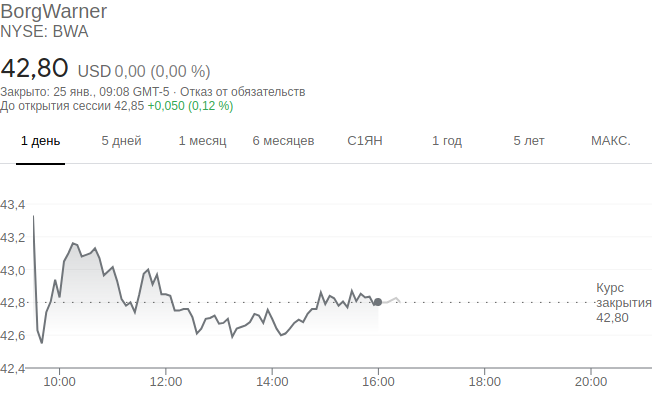 BorgWarner
NYSE: BWA
42,80 USD 0,00 (0,00 %)
Закрыто: 25 янв., 09:08 GMT-5 · Отказ от обязательств
До открытия сессии 42,85 +0,050 (0,12 %)
1 день 5 дней 1 месяц 6 месяцев С1ЯН 1 год 5 лет МАКС.
43,4
43,2
43,0
42,8
42,6
42,4
Курс
закрытия
42,80
10:00 12:00 14:00 16:00 18:00 20:00